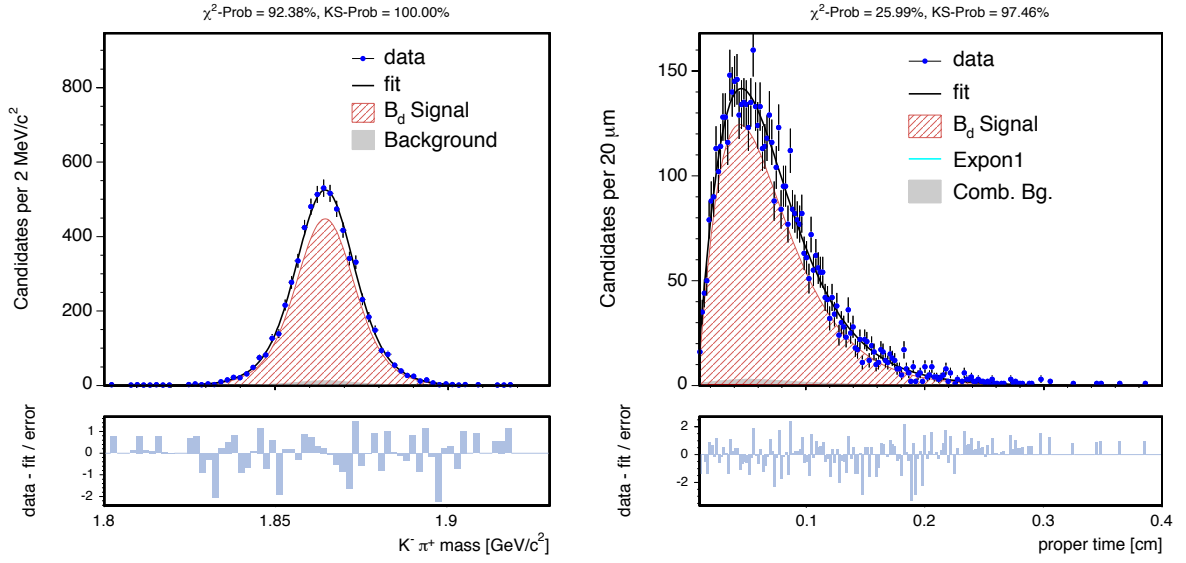 χ²-Prob = 92.38%, KS-Prob = 100.00%
Candidates per 2 MeV/c²
800
600
400
200
0
data
fit
B_d Signal
Background
data - fit / error
1
0
-1
-2
1.8 1.85 1.9
K⁻ π⁺ mass [GeV/c²]
χ²-Prob = 25.99%, KS-Prob = 97.46%
Candidates per 20 μm
150
100
50
0
data
fit
B_d Signal
Expon1
Comb. Bg.
data - fit / error
2
0
-2
0.1 0.2 0.3 0.4
proper time [cm]